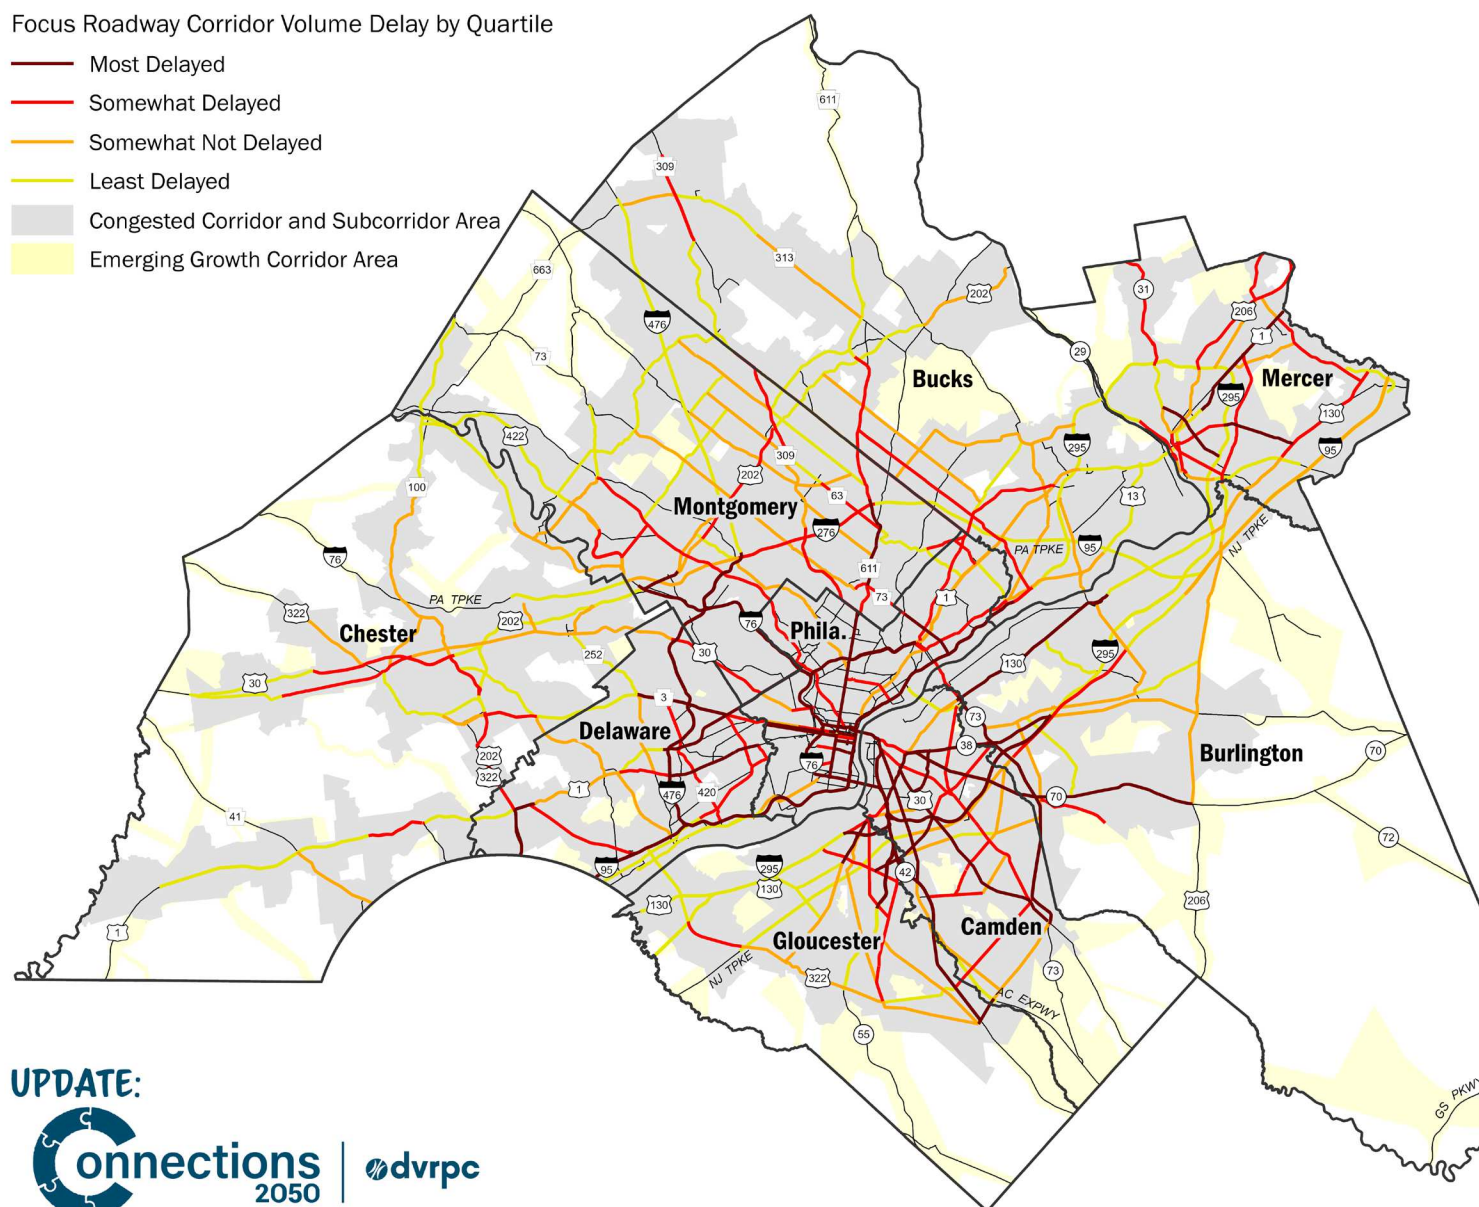 Focus Roadway Corridor Volume Delay by Quartile
Most Delayed
Somewhat Delayed
Somewhat Not Delayed
Least Delayed
Congested Corridor and Subcorridor Area
Emerging Growth Corridor Area
611
309
663
313
202
31
206
476
1
29
73
Bucks
Mercer
295
130
422
309
295
95
202
100
63
13
Montgomery
276
NJ TPKE
76
PA TPKE
95
611
PA TPKE
73
1
322
202
76
Phila.
Chester
252
30
295
130
30
3
73
Delaware
38
Burlington
70
202
76
322
1
476
420
30
70
41
72
95
295
42
130
130
206
1
Gloucester
Camden
NJ TPKE
322
73
AC EXPWY
55
GS PKWY
UPDATE:
Connections
2050
dvrpc